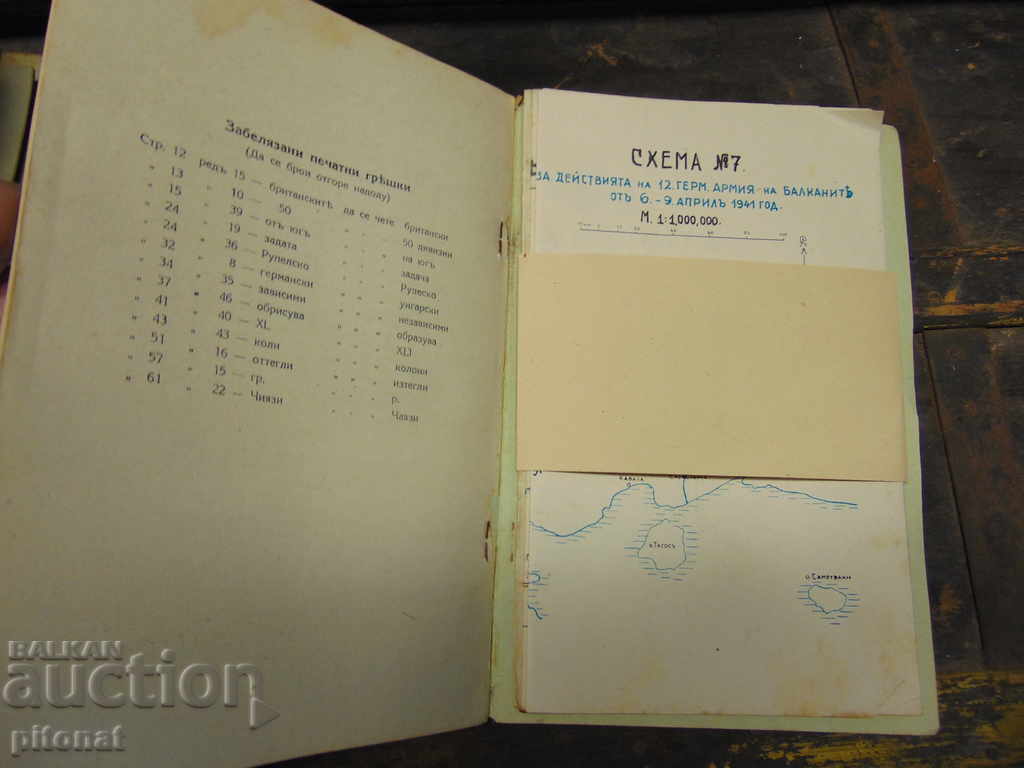 Забелязани печатни грѣшки
(Да се брои отгоре надолу)
Стр. 12 редъ 15 — британскитѣ да се чете британски
" 13 " 10 — 50 " " " 50 дивизии
" 15 " 39 — отъ югъ " " " на югъ
" 24 " 19 — задата " " " задача
" 24 " 36 — Рупелско " " " Рупеско
" 32 " 8 — германски " " " унгарски
" 34 " 35 — зависими " " " независими
" 37 " 46 — обрисува " " " образува
" 41 " 40 — XL " " " XLI
" 43 " 43 — коли " " " колони
" 51 " 16 — оттегли " " " изтегли
" 57 " 15 — гр. " " " р.
" 61 " 22 — Чиязи " " " Чаязи
СХЕМА №7.
ЗА ДЕЙСТВИЯТА НА 12. ГЕРМ. АРМИЯ НА БАЛКАНИТѢ
ОТЪ 6. - 9. АПРИЛЪ 1941 ГОД.
М. 1:1,000,000.
КАВАЛА
о. ТАСОСЪ
о. САМОТРАКИ
BALKAN
auction
pitonat